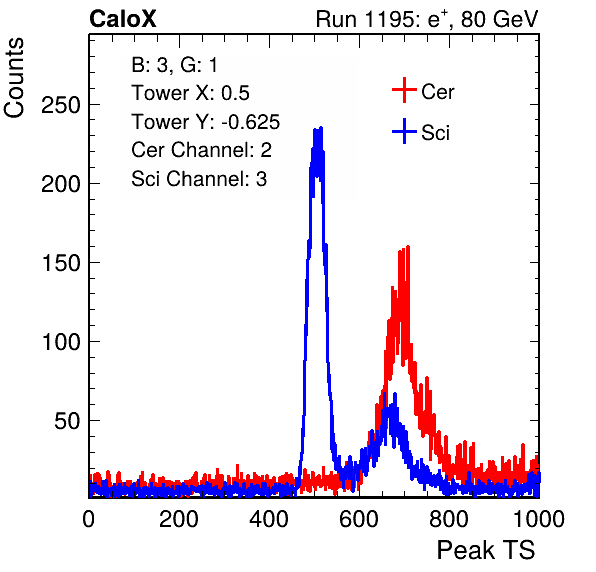 CaloX Run 1195: e⁺, 80 GeV
Counts
B: 3, G: 1
Tower X: 0.5
Tower Y: -0.625
Cer Channel: 2
Sci Channel: 3
Cer
Sci
250
200
150
100
50
0 200 400 600 800 1000
Peak TS